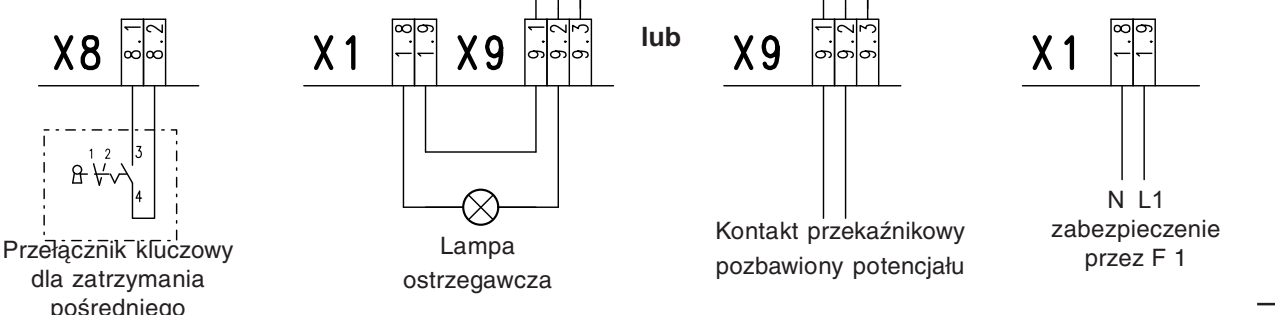 X8 8.1 8.2
X1 1.8 1.9 X9 9.1 9.2 9.3
lub
X9 9.1 9.2 9.3
X1 1.8 1.9
1 2 3
4
Przełącznik kluczowy
dla zatrzymania
pośredniego
Lampa
ostrzegawcza
Kontakt przekaźnikowy
pozbawiony potencjału
N L1
zabezpieczenie
przez F 1